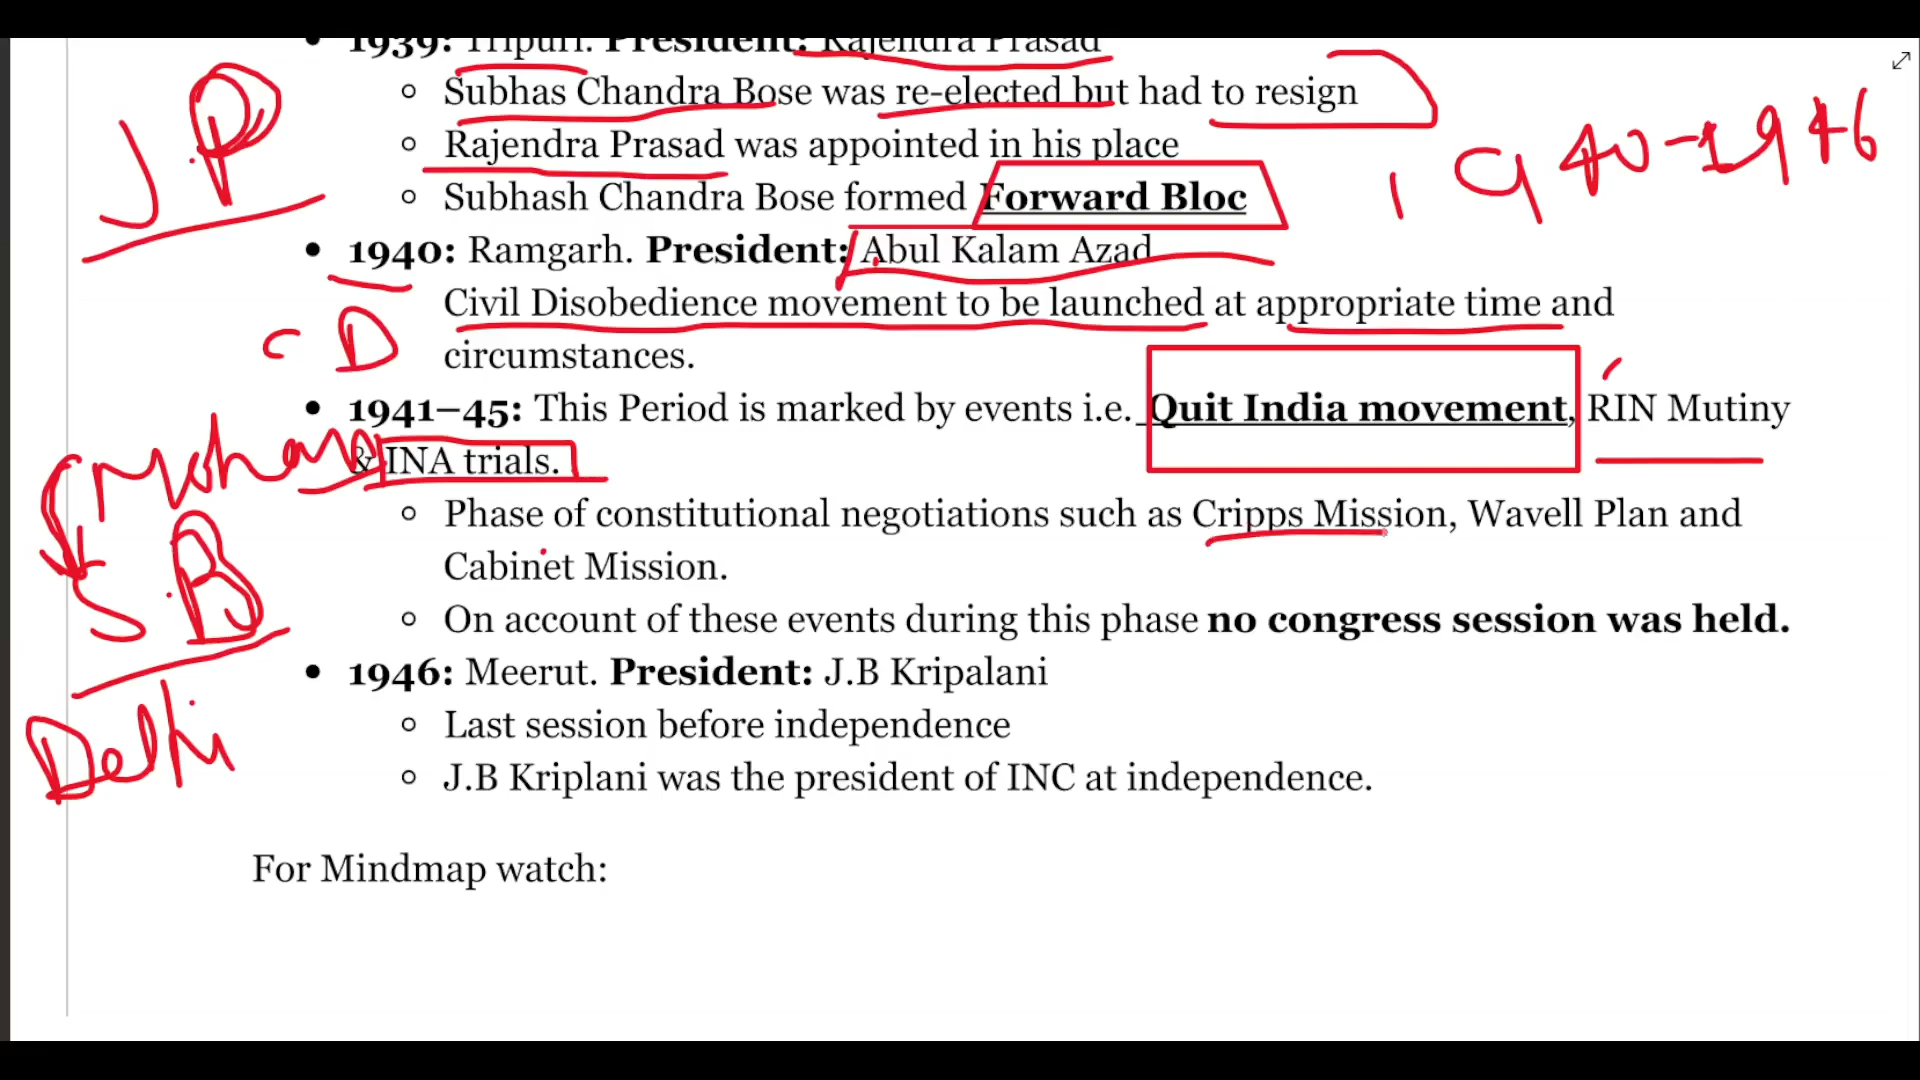 1939: Tripuri. President: Rajendra Prasad
Subhas Chandra Bose was re-elected but had to resign
Rajendra Prasad was appointed in his place
Subhash Chandra Bose formed Forward Bloc
1940: Ramgarh. President: Abul Kalam Azad
Civil Disobedience movement to be launched at appropriate time and
circumstances.
1941–45: This Period is marked by events i.e. Quit India movement, RIN Mutiny
& INA trials.
Phase of constitutional negotiations such as Cripps Mission, Wavell Plan and
Cabinet Mission.
On account of these events during this phase no congress session was held.
1946: Meerut. President: J.B Kripalani
Last session before independence
J.B Kriplani was the president of INC at independence.
For Mindmap watch:
J.P
1940-1946
C D
Mohan
S.B
Delhi